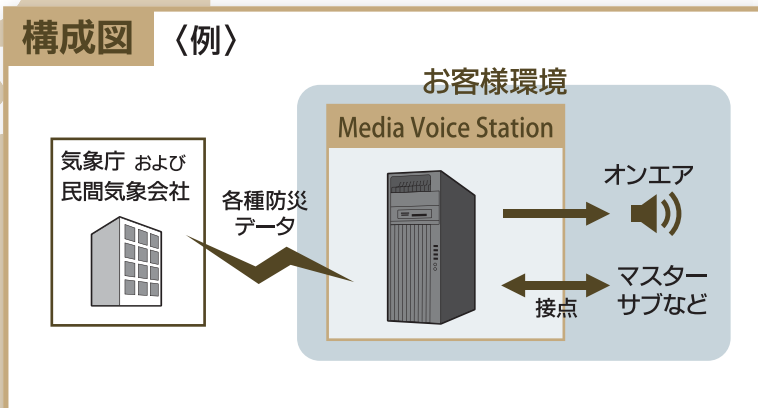 構成図 〈例〉
お客様環境
Media Voice Station
気象庁 および
民間気象会社
各種防災
データ
オンエア
接点
マスター
サブなど